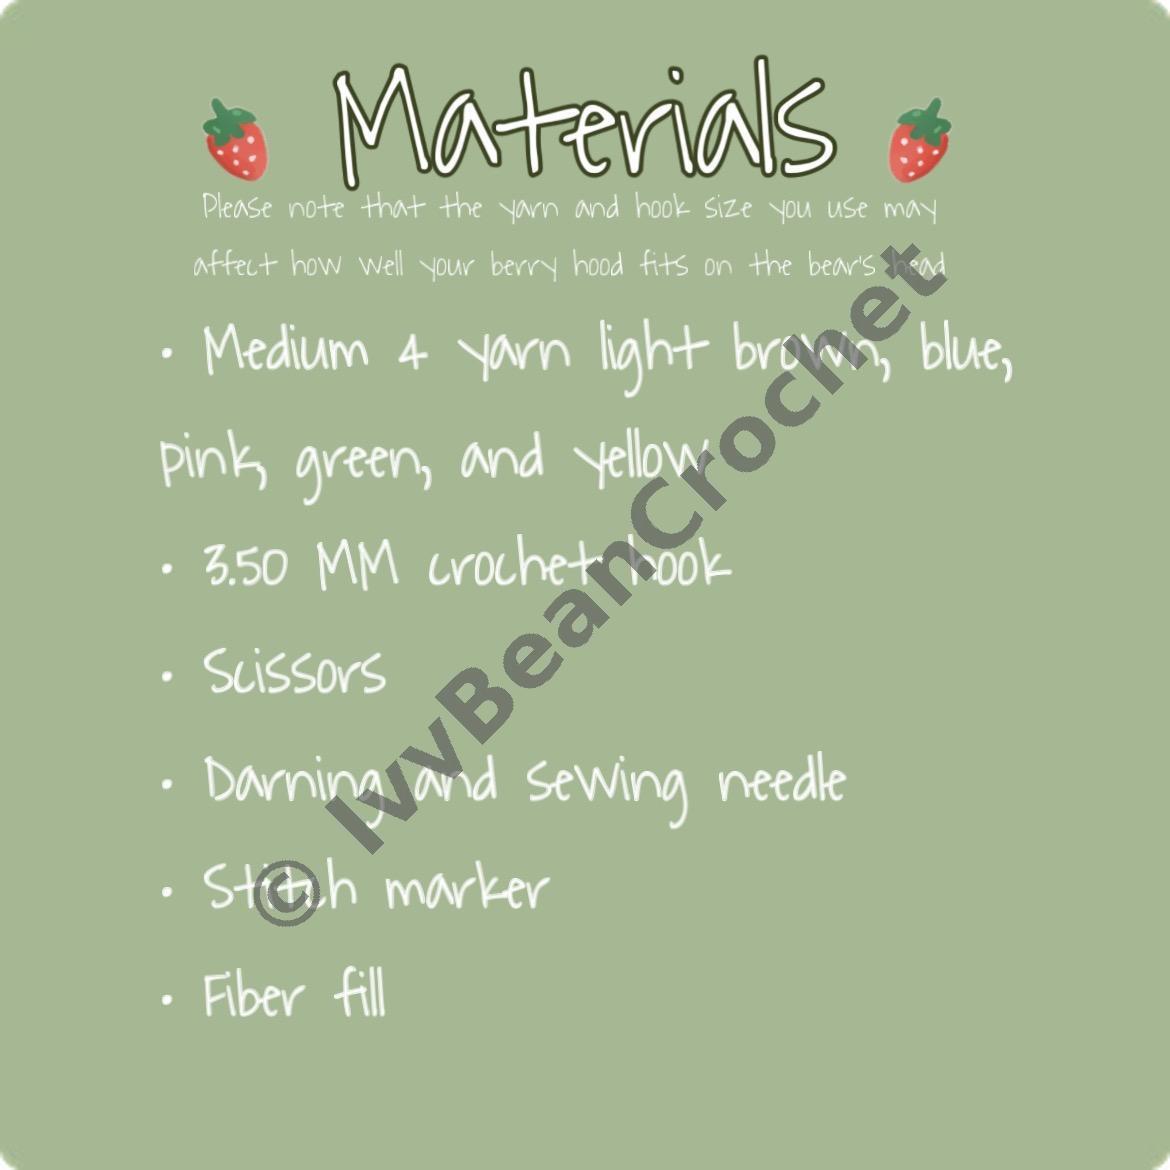 Materials
Please note that the yarn and hook size you use may
affect how well your berry hood fits on the bear's head
• Medium 4 yarn light brown, blue,
pink, green, and yellow
• 3.50 MM crochet hook
• Scissors
• Darning and sewing needle
• Stitch marker
• Fiber fill
© IvvBeanCrochet